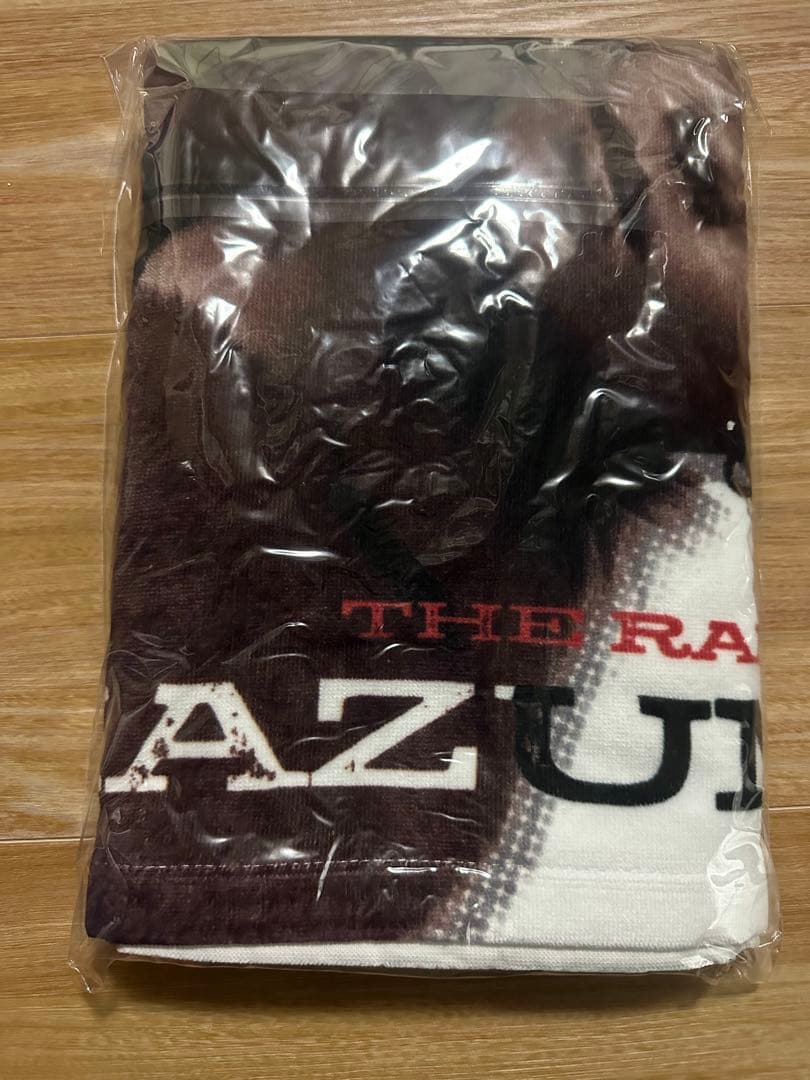 THE RA
AZU